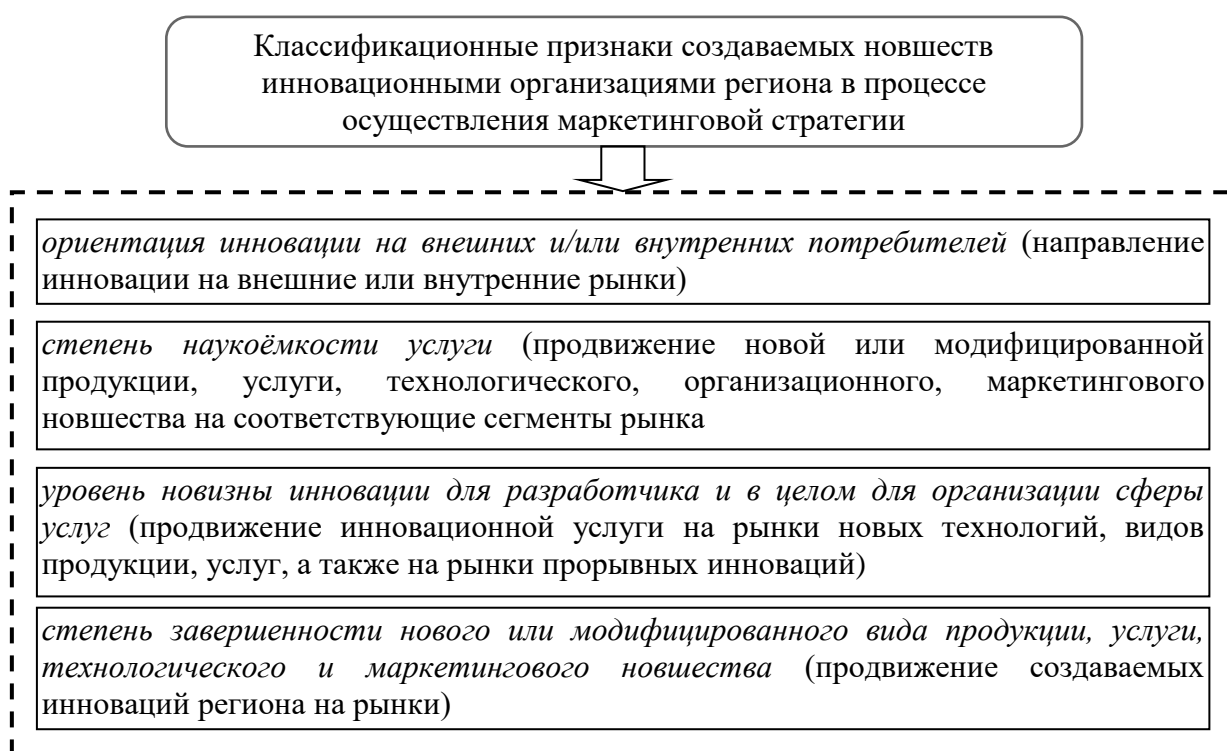 Классификационные признаки создаваемых новшеств
инновационными организациями региона в процессе
осуществления маркетинговой стратегии
ориентация инновации на внешних и/или внутренних потребителей (направление
инновации на внешние или внутренние рынки)
степень наукоёмкости услуги (продвижение новой или модифицированной
продукции, услуги, технологического, организационного, маркетингового
новшества на соответствующие сегменты рынка
уровень новизны инновации для разработчика и в целом для организации сферы
услуг (продвижение инновационной услуги на рынки новых технологий, видов
продукции, услуг, а также на рынки прорывных инноваций)
степень завершенности нового или модифицированного вида продукции, услуги,
технологического и маркетингового новшества (продвижение создаваемых
инноваций региона на рынки)